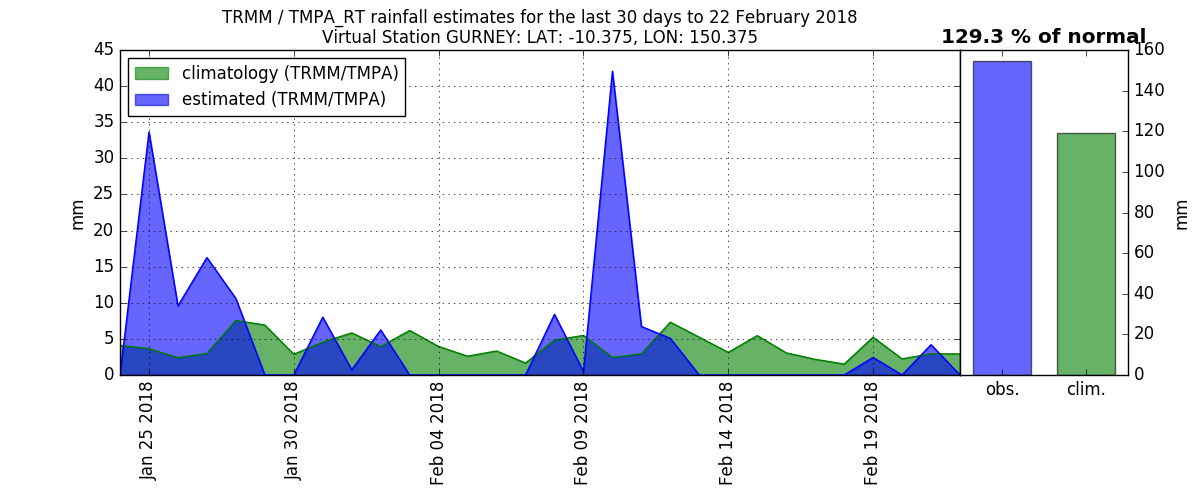 TRMM / TMPA_RT rainfall estimates for the last 30 days to 22 February 2018
Virtual Station GURNEY: LAT: -10.375, LON: 150.375
129.3 % of normal
climatology (TRMM/TMPA)
estimated (TRMM/TMPA)
mm
45
40
35
30
25
20
15
10
5
0
Jan 25 2018
Jan 30 2018
Feb 04 2018
Feb 09 2018
Feb 14 2018
Feb 19 2018
obs.
clim.
160
140
120
100
80
60
40
20
0
mm